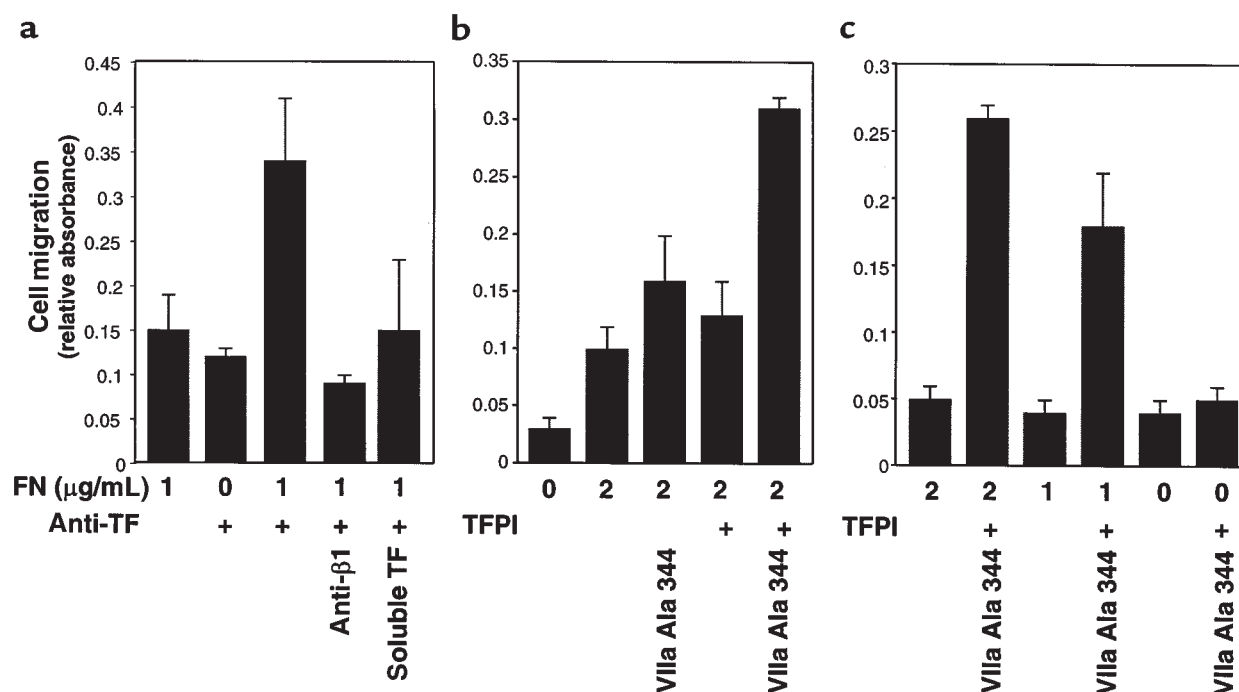 a
b
c
Cell migration
(relative absorbance)
0.45
0.4
0.35
0.3
0.25
0.2
0.15
0.1
0.05
0
0.35
0.3
0.25
0.2
0.15
0.1
0.05
0
0.3
0.25
0.2
0.15
0.1
0.05
0
FN (μg/mL) 1 0 1 1 1
Anti-TF + + + +
Anti-β1
Soluble TF
0 2 2 2 2
TFPI + +
VIIa Ala 344
VIIa Ala 344
2 2 1 1 0 0
TFPI + + +
VIIa Ala 344
VIIa Ala 344
VIIa Ala 344